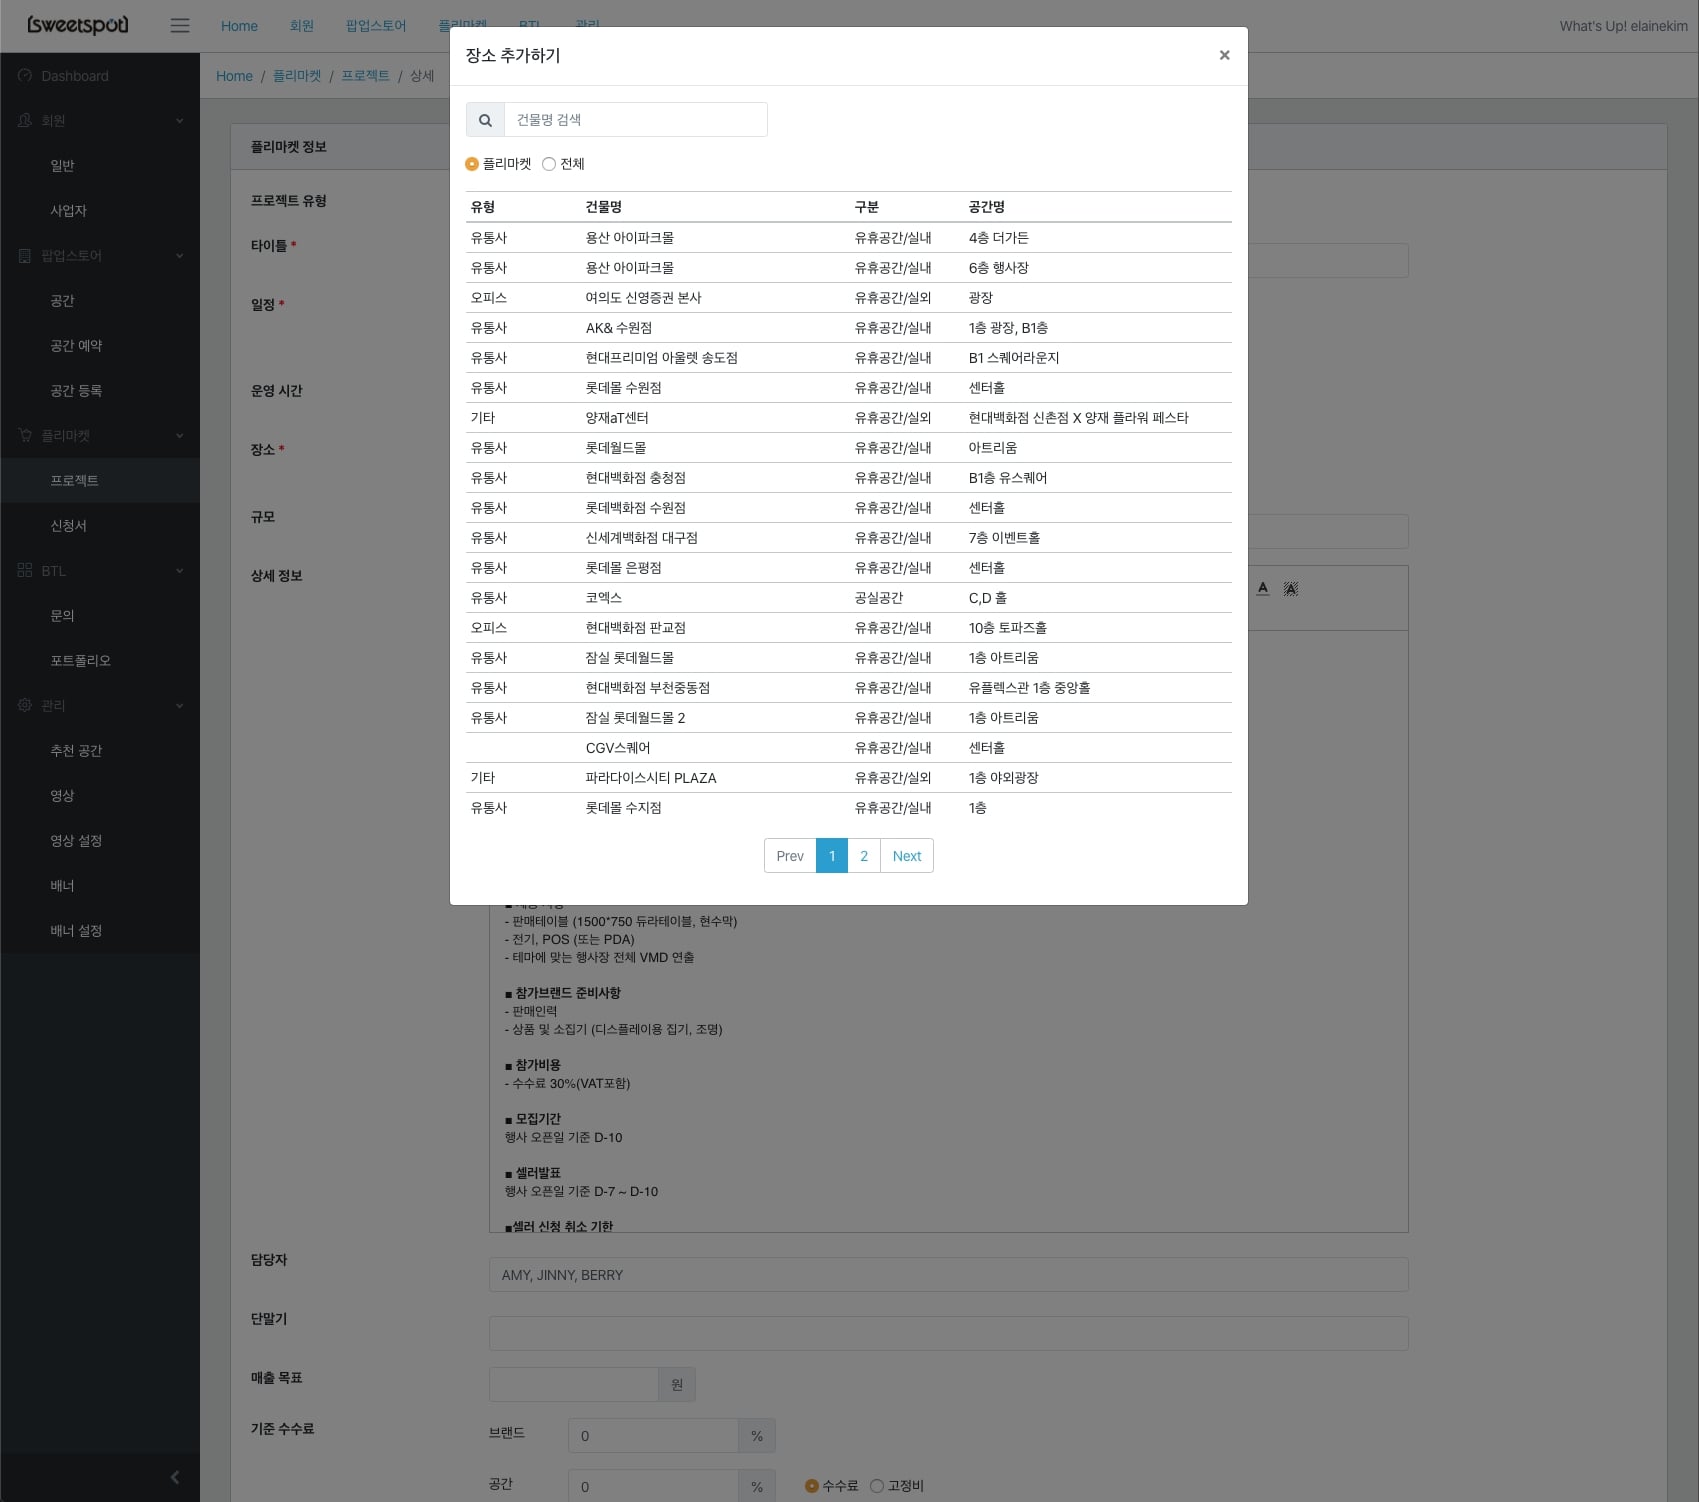 sweetspot
Home 회원 팝업스토어 플리마켓 BTL 관리
What's Up! elainekim
Home / 플리마켓 / 프로젝트 / 상세
Dashboard
회원
일반
사업자
팝업스토어
공간
공간 예약
공간 등록
플리마켓
프로젝트
신청서
BTL
문의
포트폴리오
관리
추천 공간
영상
영상 설정
배너
배너 설정
장소 추가하기 ×
건물명 검색
플리마켓 전체
유형 건물명 구분 공간명
유통사 용산 아이파크몰 유휴공간/실내 4층 더가든
유통사 용산 아이파크몰 유휴공간/실내 6층 행사장
오피스 여의도 신영증권 본사 유휴공간/실외 광장
유통사 AK& 수원점 유휴공간/실내 1층 광장, B1층
유통사 현대프리미엄 아울렛 송도점 유휴공간/실내 B1 스퀘어라운지
유통사 롯데몰 수원점 유휴공간/실내 센터홀
기타 양재aT센터 유휴공간/실외 현대백화점 신촌점 X 양재 플라워 페스타
유통사 롯데월드몰 유휴공간/실내 아트리움
유통사 현대백화점 충청점 유휴공간/실내 B1층 유스퀘어
유통사 롯데백화점 수원점 유휴공간/실내 센터홀
유통사 신세계백화점 대구점 유휴공간/실내 7층 이벤트홀
유통사 롯데몰 은평점 유휴공간/실내 센터홀
유통사 코엑스 공실공간 C,D 홀
오피스 현대백화점 판교점 유휴공간/실내 10층 토파즈홀
유통사 잠실 롯데월드몰 유휴공간/실내 1층 아트리움
유통사 현대백화점 부천중동점 유휴공간/실내 유플렉스관 1층 중앙홀
유통사 잠실 롯데월드몰 2 유휴공간/실내 1층 아트리움
CGV스퀘어 유휴공간/실내 센터홀
기타 파라다이스시티 PLAZA 유휴공간/실외 1층 야외광장
유통사 롯데몰 수지점 유휴공간/실내 1층
Prev 1 2 Next
플리마켓 정보
프로젝트 유형
타이틀 *
일정 *
운영 시간
장소 *
규모
상세 정보
A A
- 판매테이블 (1500*750 듀라테이블, 현수막)
- 전기, POS (또는 PDA)
- 테마에 맞는 행사장 전체 VMD 연출
■ 참가브랜드 준비사항
- 판매인력
- 상품 및 소집기 (디스플레이용 집기, 조명)
■ 참가비용
- 수수료 30%(VAT포함)
■ 모집기간
행사 오픈일 기준 D-10
■ 셀러발표
행사 오픈일 기준 D-7 ~ D-10
■셀러 신청 취소 기한
담당자 AMY, JINNY, BERRY
단말기
매출 목표 원
기준 수수료 브랜드 0 %
공간 0 % 수수료 고정비